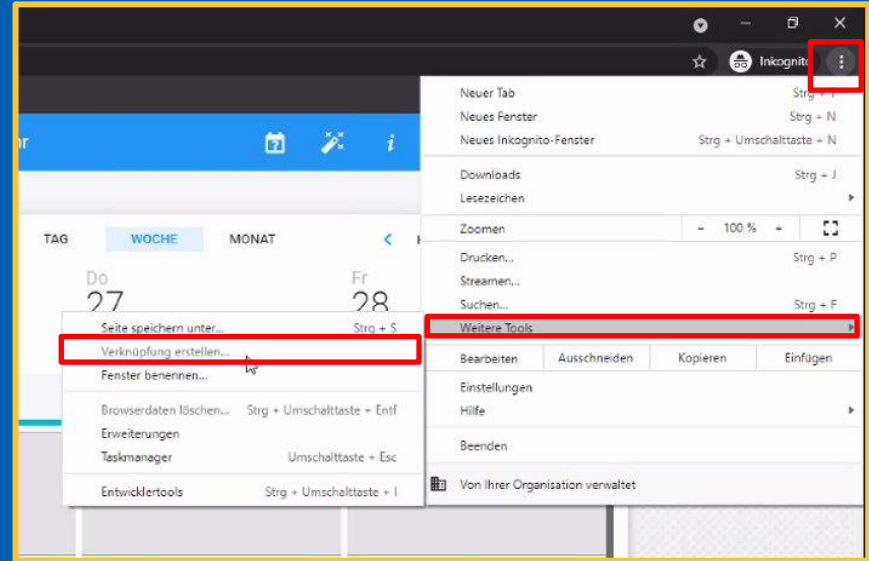 Inkognito
Neuer Tab Strg + T
Neues Fenster Strg + N
Neues Inkognito-Fenster Strg + Umschalttaste + N
Downloads Strg + J
Lesezeichen
Zoomen - 100 % +
Drucken... Strg + P
Streamen...
Suchen... Strg + F
Weitere Tools
Bearbeiten Ausschneiden Kopieren Einfügen
Einstellungen
Hilfe
Beenden
Von Ihrer Organisation verwaltet
i
TAG WOCHE MONAT
Do Fr
27 28
Seite speichern unter... Strg + S
Verknüpfung erstellen...
Fenster benennen...
Browserdaten löschen... Strg + Umschalttaste + Entf
Erweiterungen
Taskmanager Umschalttaste + Esc
Entwicklertools Strg + Umschalttaste + I